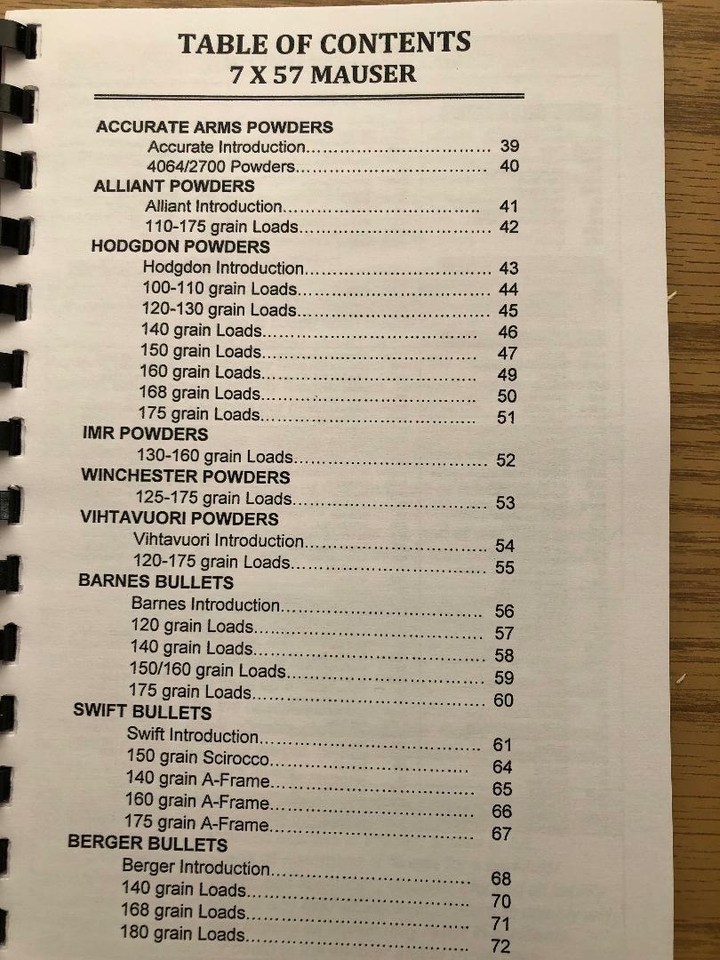 TABLE OF CONTENTS
7 X 57 MAUSER
ACCURATE ARMS POWDERS
Accurate Introduction........................................ 39
4064/2700 Powders........................................ 40
ALLIANT POWDERS
Alliant Introduction........................................ 41
110-175 grain Loads........................................ 42
HODGDON POWDERS
Hodgdon Introduction........................................ 43
100-110 grain Loads........................................ 44
120-130 grain Loads........................................ 45
140 grain Loads........................................ 46
150 grain Loads........................................ 47
160 grain Loads........................................ 49
168 grain Loads........................................ 50
175 grain Loads........................................ 51
IMR POWDERS
130-160 grain Loads........................................ 52
WINCHESTER POWDERS
125-175 grain Loads........................................ 53
VIHTAVUORI POWDERS
Vihtavuori Introduction........................................ 54
120-175 grain Loads........................................ 55
BARNES BULLETS
Barnes Introduction........................................ 56
120 grain Loads........................................ 57
140 grain Loads........................................ 58
150/160 grain Loads........................................ 59
175 grain Loads........................................ 60
SWIFT BULLETS
Swift Introduction........................................ 61
150 grain Scirocco........................................ 64
140 grain A-Frame........................................ 65
160 grain A-Frame........................................ 66
175 grain A-Frame........................................ 67
BERGER BULLETS
Berger Introduction........................................ 68
140 grain Loads........................................ 70
168 grain Loads........................................ 71
180 grain Loads........................................ 72